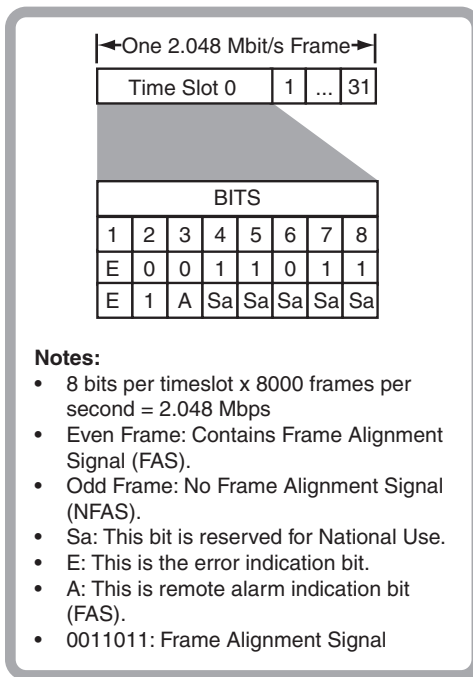 One 2.048 Mbit/s Frame
Time Slot 0 1 ... 31
BITS
1 2 3 4 5 6 7 8
E 0 0 1 1 0 1 1
E 1 A Sa Sa Sa Sa Sa
Notes:
• 8 bits per timeslot x 8000 frames per
second = 2.048 Mbps
• Even Frame: Contains Frame Alignment
Signal (FAS).
• Odd Frame: No Frame Alignment Signal
(NFAS).
• Sa: This bit is reserved for National Use.
• E: This is the error indication bit.
• A: This is remote alarm indication bit
(FAS).
• 0011011: Frame Alignment Signal